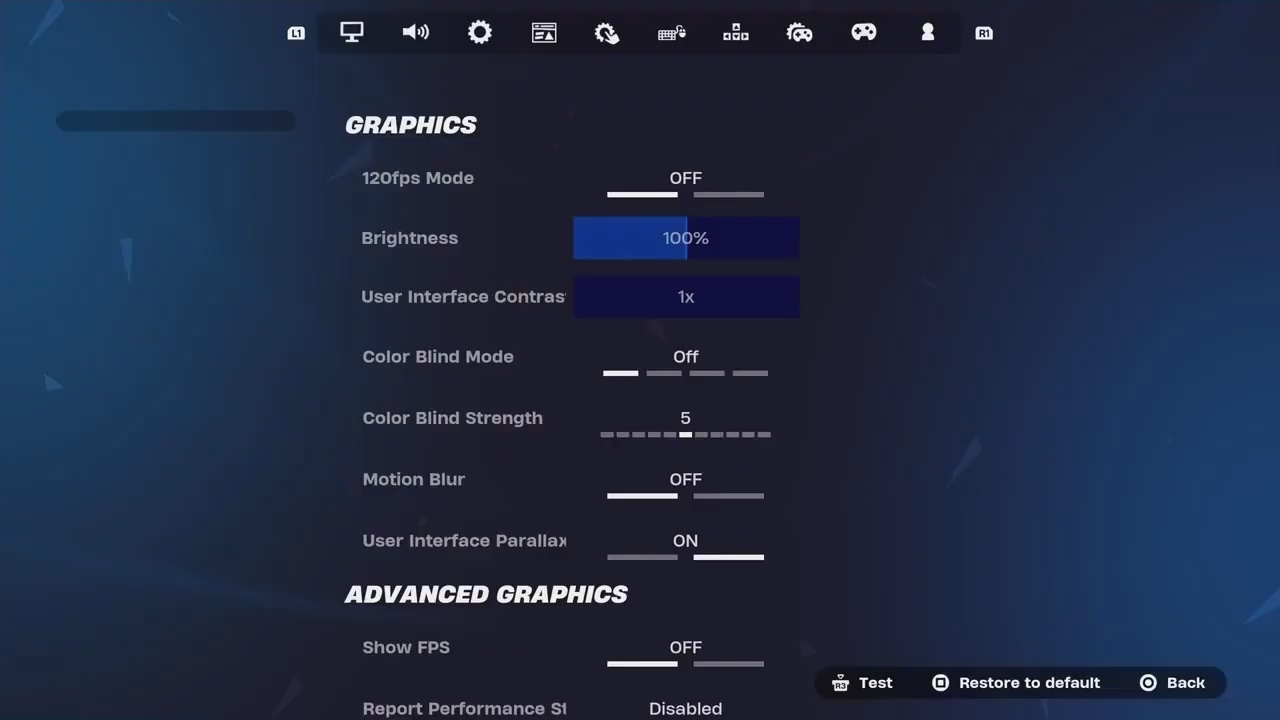 L1
R1
GRAPHICS
120fps Mode OFF
Brightness 100%
User Interface Contras 1x
Color Blind Mode Off
Color Blind Strength 5
Motion Blur OFF
User Interface Parallax ON
ADVANCED GRAPHICS
Show FPS OFF
Report Performance St Disabled
R3 Test Restore to default Back